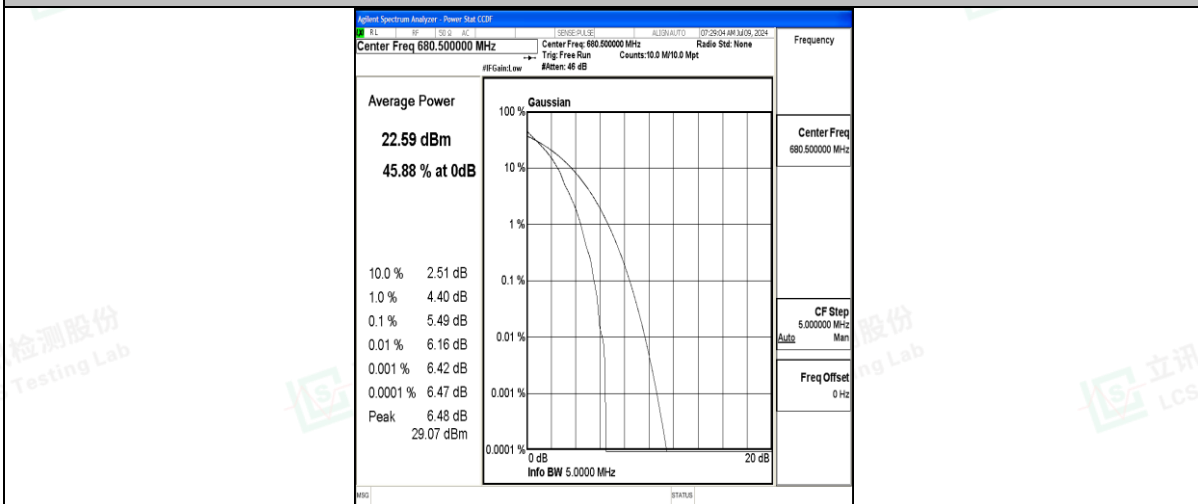 Agilent Spectrum Analyzer - Power Stat CCDF
RL RF 50 Ω AC SENSE:PULSE ALIGNAUTO 07:29:04 AM Jul 09, 2024
Center Freq 680.500000 MHz
Center Freq: 680.500000 MHz Radio Std: None
Trig: Free Run Counts:10.0 M/10.0 Mpt
#IFGain:Low #Atten: 46 dB
Frequency
Average Power
22.59 dBm
45.88 % at 0dB
10.0 % 2.51 dB
1.0 % 4.40 dB
0.1 % 5.49 dB
0.01 % 6.16 dB
0.001 % 6.42 dB
0.0001 % 6.47 dB
Peak 6.48 dB
29.07 dBm
Gaussian
100 %
10 %
1 %
0.1 %
0.01 %
0.001 %
0.0001 %
0 dB 20 dB
Info BW 5.0000 MHz
Center Freq
680.500000 MHz
CF Step
5.000000 MHz
Auto Man
Freq Offset
0 Hz
MSG STATUS
检测股份
Testing Lab
股份
ng Lab
立讯
LCS